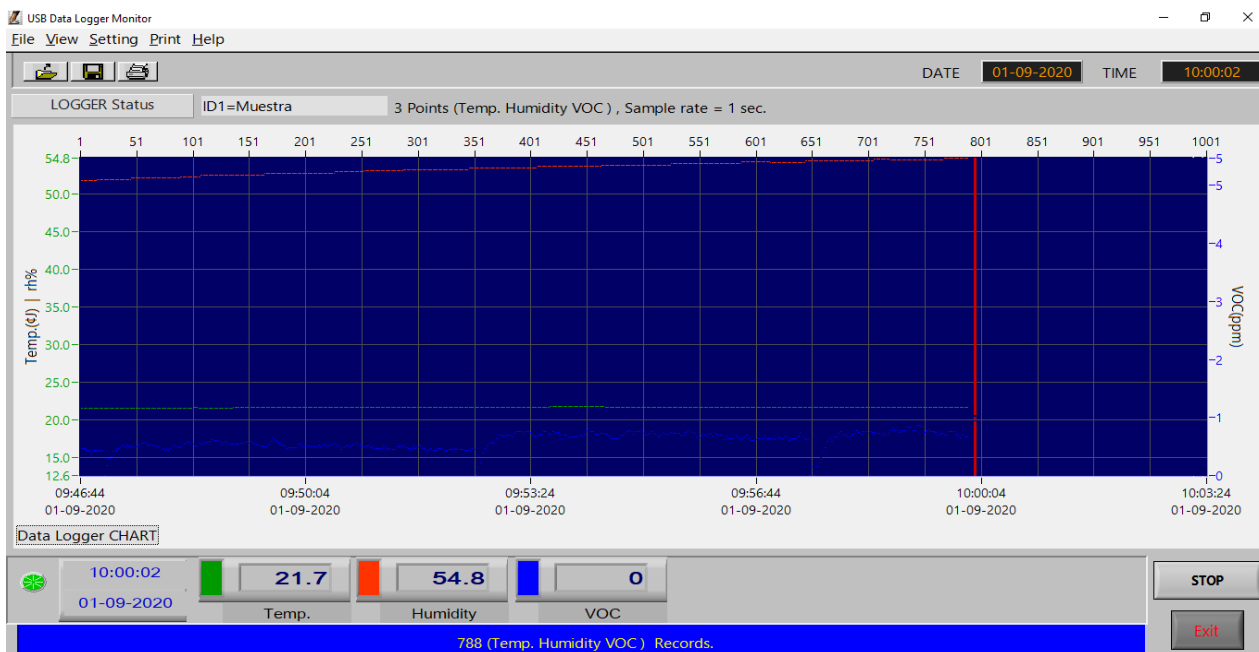 USB Data Logger Monitor
File View Setting Print Help
DATE 01-09-2020 TIME 10:00:02
LOGGER Status ID1=Muestra 3 Points (Temp. Humidity VOC ) , Sample rate = 1 sec.
1 51 101 151 201 251 301 351 401 451 501 551 601 651 701 751 801 851 901 951 1001
54.8
50.0
45.0
40.0
35.0
30.0
25.0
20.0
15.0
12.6
Temp.(¢J) | rh%
5
5
4
3
2
1
0
VOC(ppm)
09:46:44 09:50:04 09:53:24 09:56:44 10:00:04 10:03:24
01-09-2020 01-09-2020 01-09-2020 01-09-2020 01-09-2020 01-09-2020
Data Logger CHART
10:00:02 21.7 54.8 0 STOP
01-09-2020 Temp. Humidity VOC
Exit
788 (Temp. Humidity VOC ) Records.